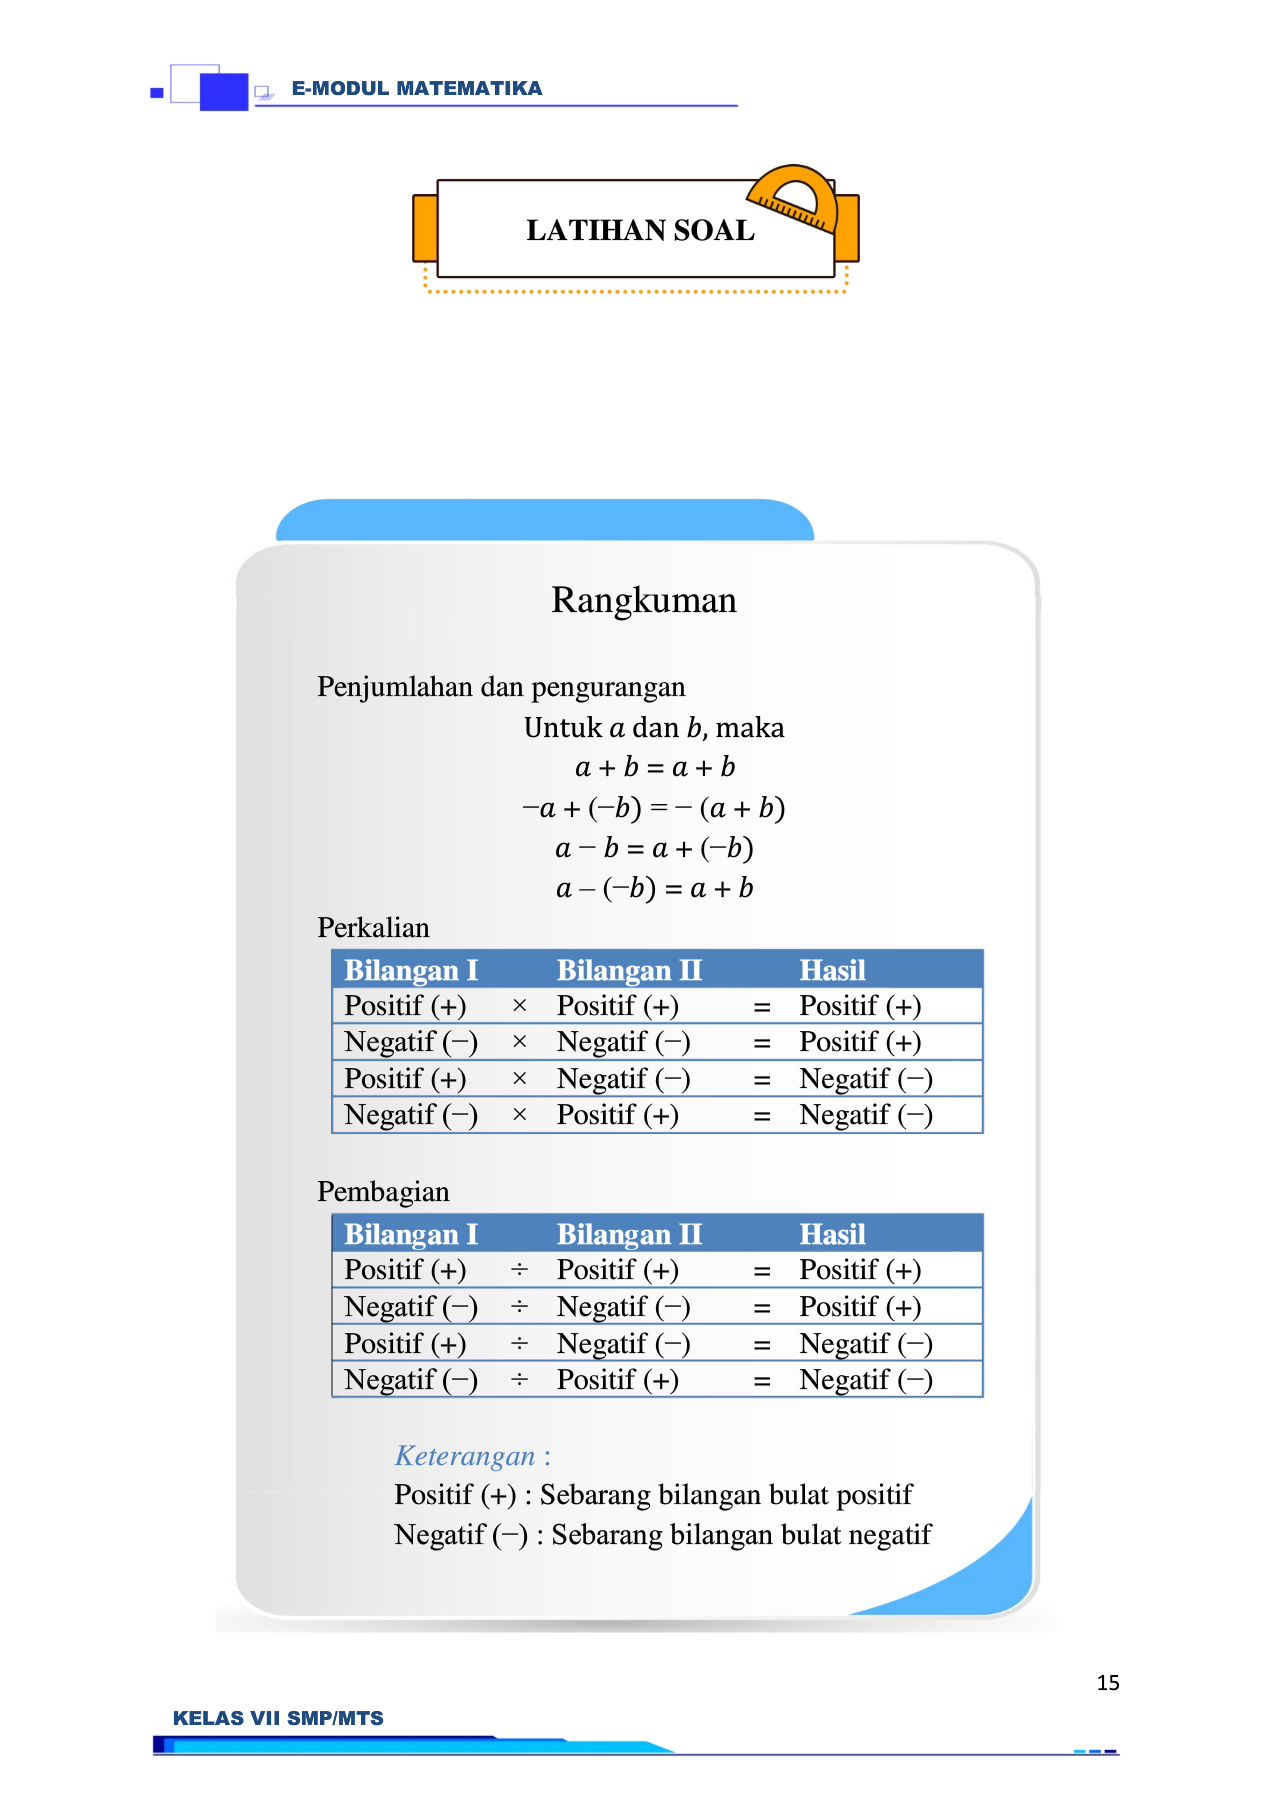 E-MODUL MATEMATIKA
LATIHAN SOAL
Rangkuman
Penjumlahan dan pengurangan
Untuk a dan b, maka
a + b = a + b
−a + (−b) = − (a + b)
a − b = a + (−b)
a – (−b) = a + b
Perkalian
Bilangan I Bilangan II Hasil
Positif (+) × Positif (+) = Positif (+)
Negatif (−) × Negatif (−) = Positif (+)
Positif (+) × Negatif (−) = Negatif (−)
Negatif (−) × Positif (+) = Negatif (−)
Pembagian
Bilangan I Bilangan II Hasil
Positif (+) ÷ Positif (+) = Positif (+)
Negatif (−) ÷ Negatif (−) = Positif (+)
Positif (+) ÷ Negatif (−) = Negatif (−)
Negatif (−) ÷ Positif (+) = Negatif (−)
Keterangan :
Positif (+) : Sebarang bilangan bulat positif
Negatif (−) : Sebarang bilangan bulat negatif
15
KELAS VII SMP/MTS